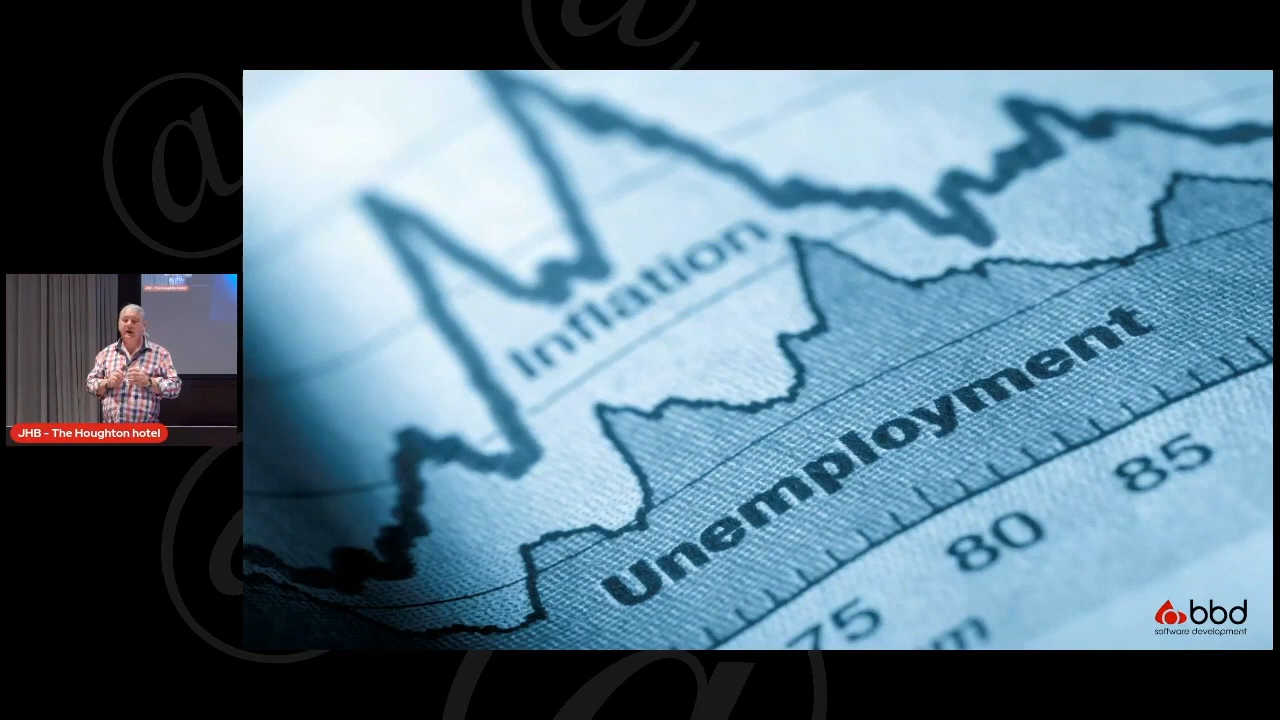 JHB - The Houghton hotel
Inflation
Unemployment
75
80
85
bbd
software development